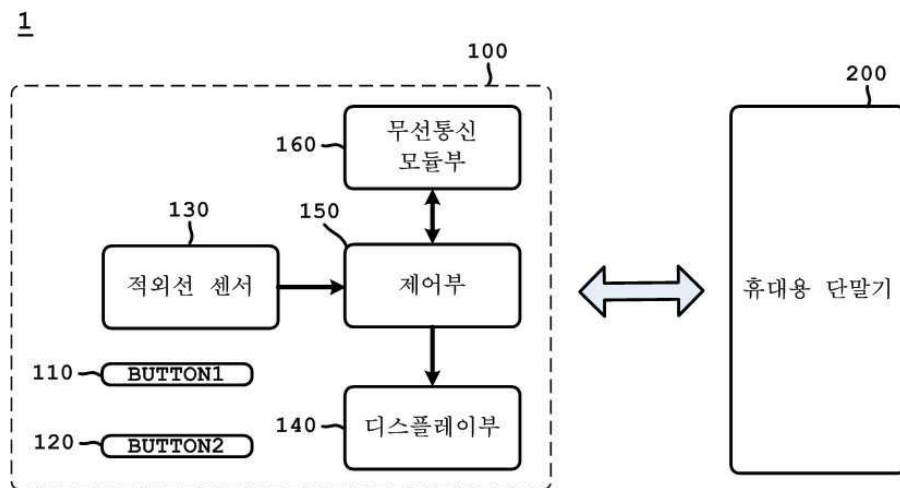 1
100
200
160
무선통신
모듈부
130
150
적외선 센서
제어부
휴대용 단말기
110
BUTTON1
120
BUTTON2
140
디스플레이부